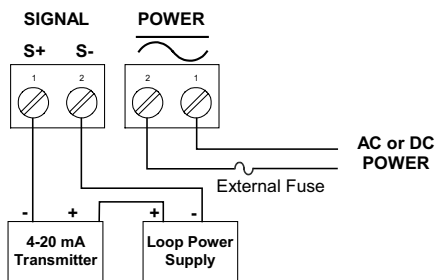 SIGNAL POWER
S+ S-
1 2 2 1
AC or DC
POWER
External Fuse
- + + -
4-20 mA
Transmitter
Loop Power
Supply